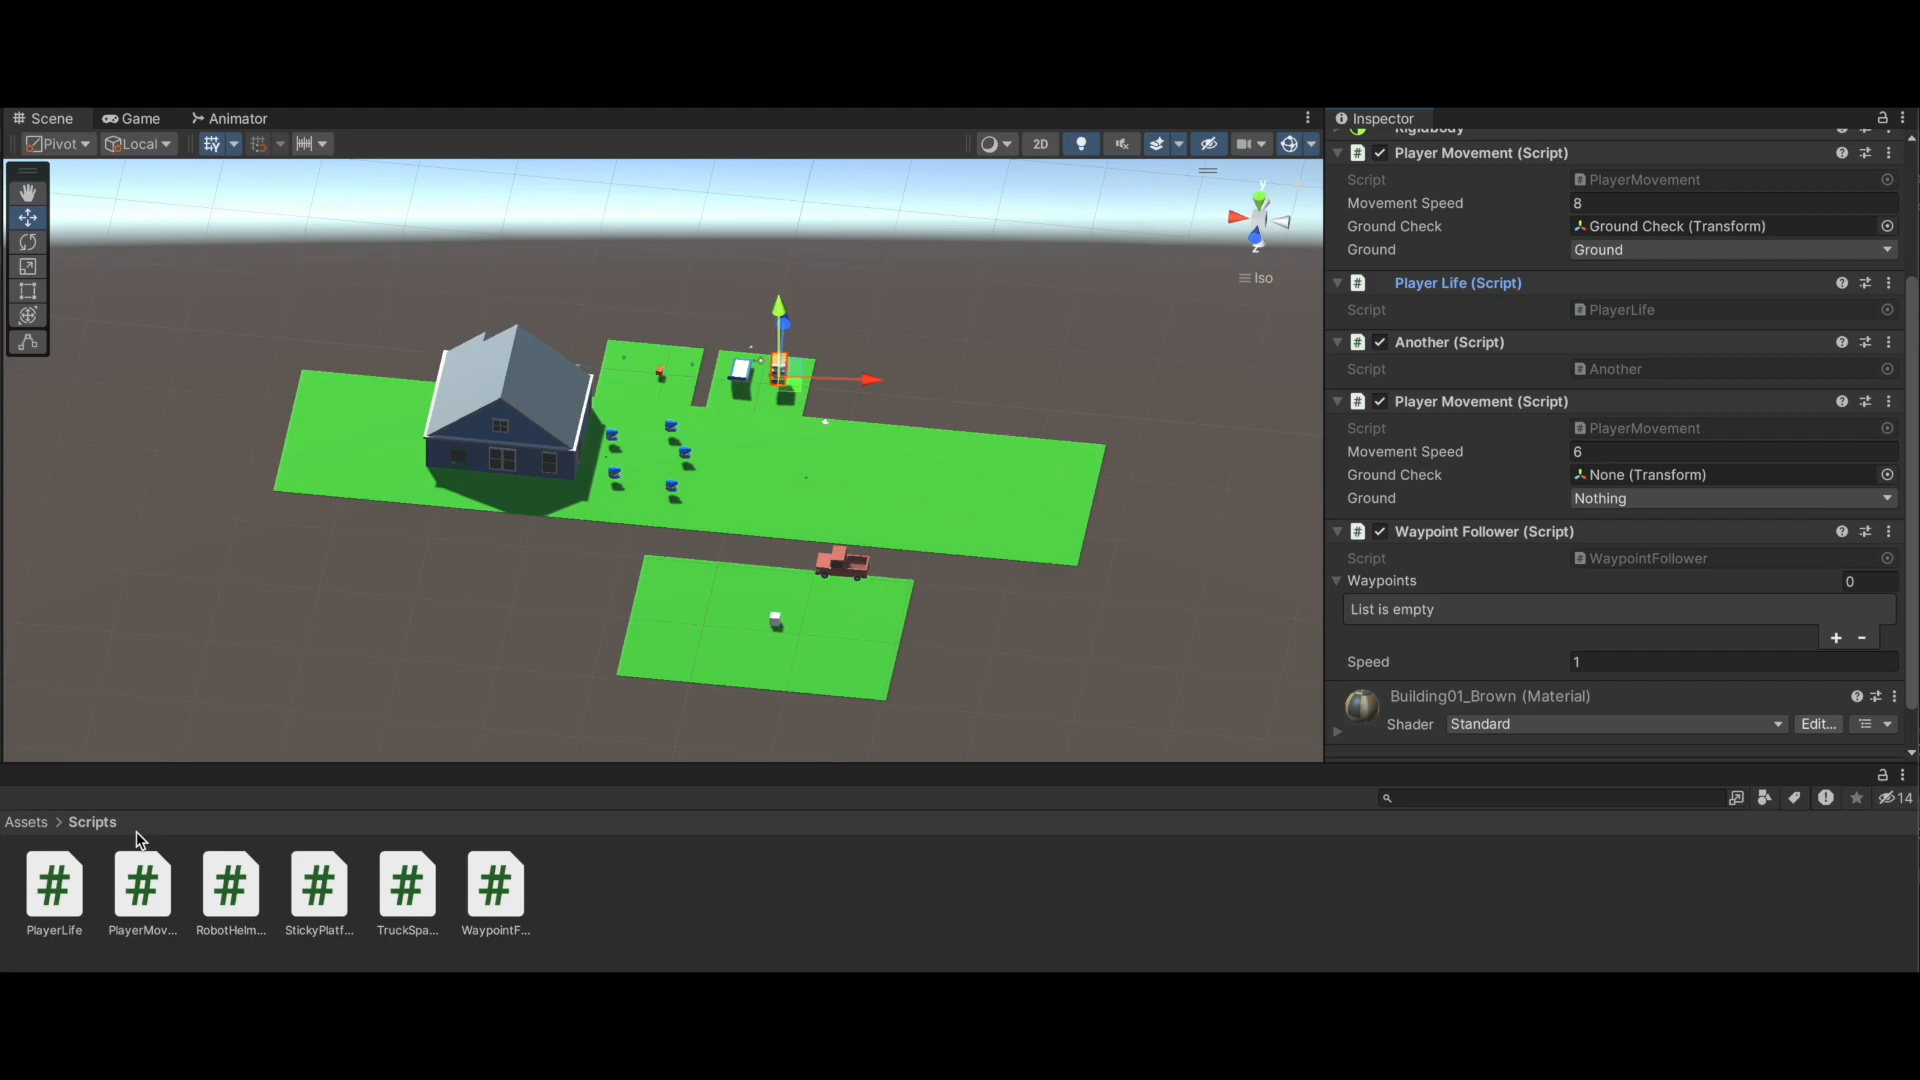 Scene Game Animator
Pivot Local 2D
y
z
Iso
Inspector
Rigidbody
Player Movement (Script)
Script PlayerMovement
Movement Speed 8
Ground Check Ground Check (Transform)
Ground Ground
Player Life (Script)
Script PlayerLife
Another (Script)
Script Another
Player Movement (Script)
Script PlayerMovement
Movement Speed 6
Ground Check None (Transform)
Ground Nothing
Waypoint Follower (Script)
Script WaypointFollower
Waypoints 0
List is empty
+ -
Speed 1
Building01_Brown (Material)
Shader Standard Edit...
14
Assets > Scripts
PlayerLife PlayerMov... RobotHelm... StickyPlatf... TruckSpa... WaypointF...